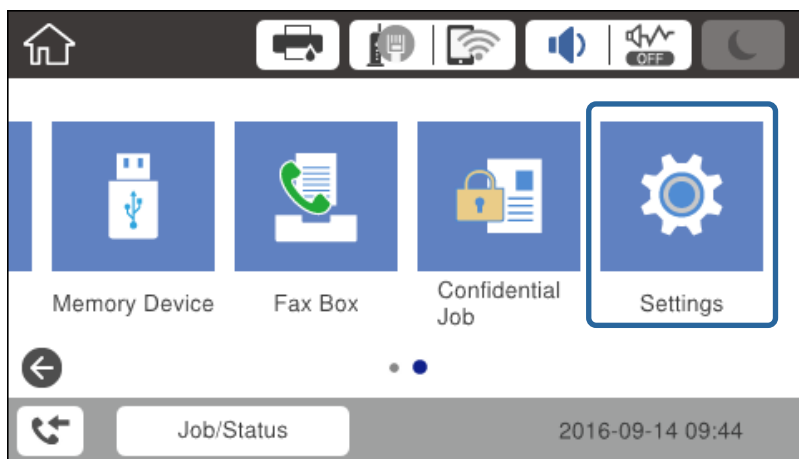 OFF
Memory Device
Fax Box
Confidential
Job
Settings
Job/Status
2016-09-14 09:44